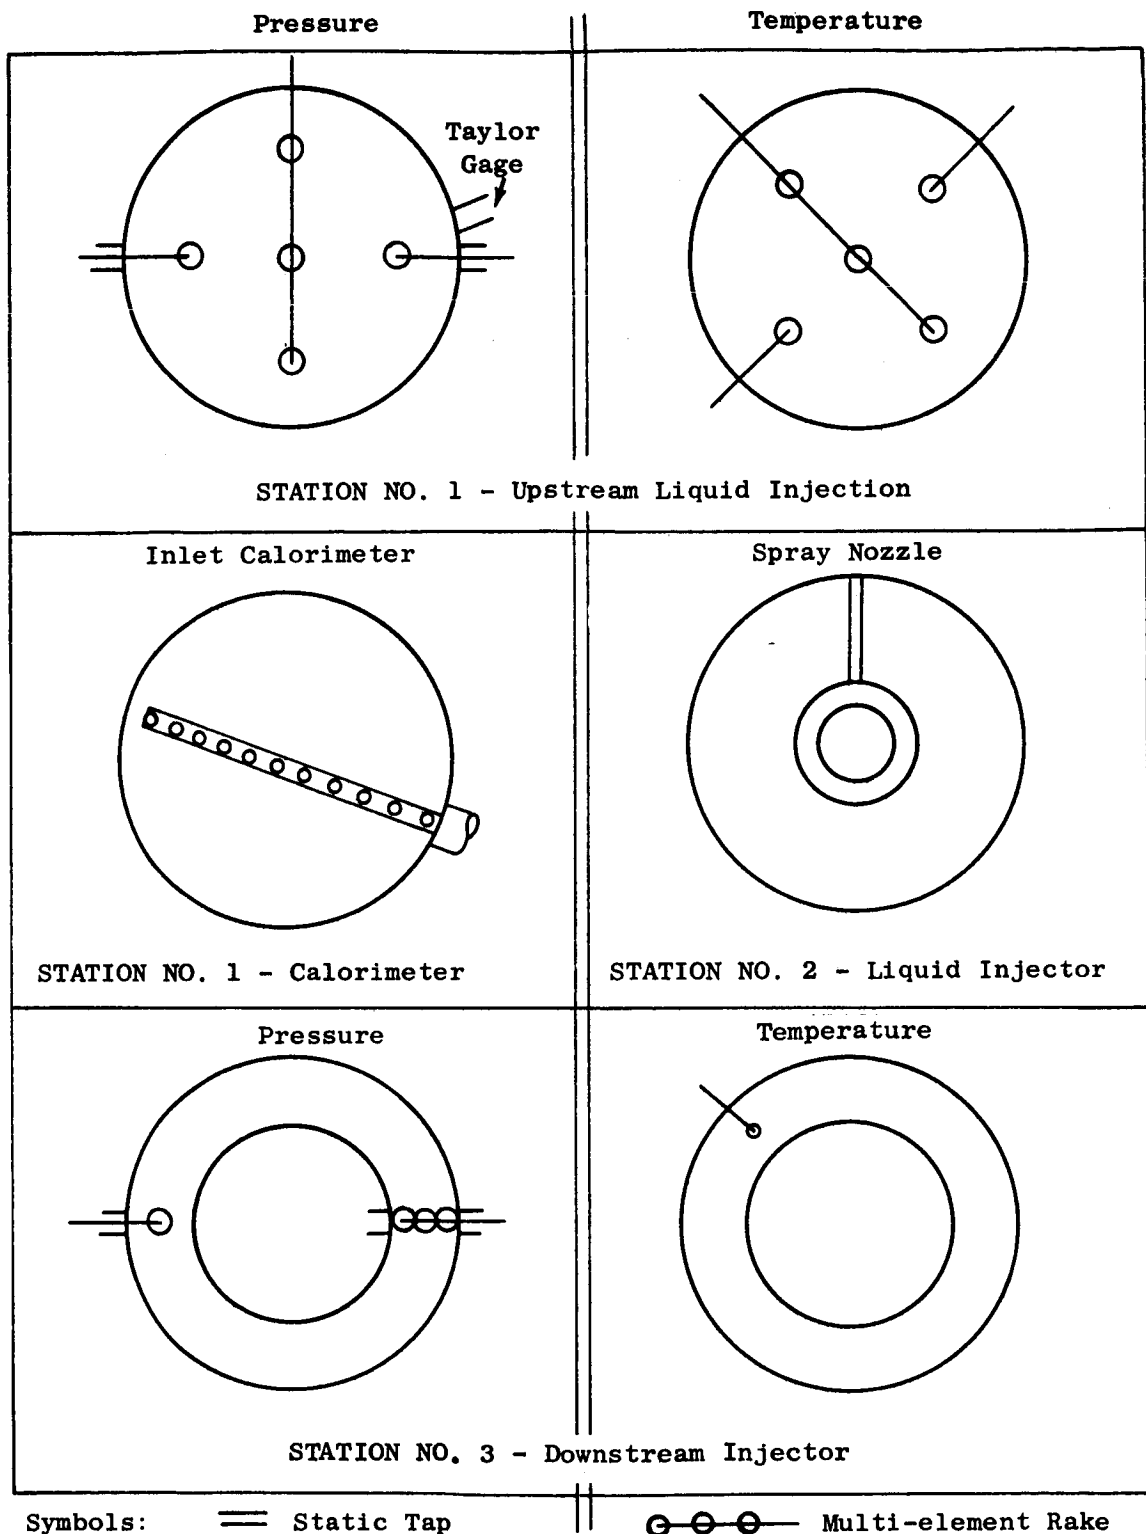 Pressure
Temperature
Taylor
Gage
STATION NO. 1 - Upstream Liquid Injection
Inlet Calorimeter
Spray Nozzle
STATION NO. 1 - Calorimeter
STATION NO. 2 - Liquid Injector
Pressure
Temperature
STATION NO. 3 - Downstream Injector
Symbols:
Static Tap
Multi-element Rake